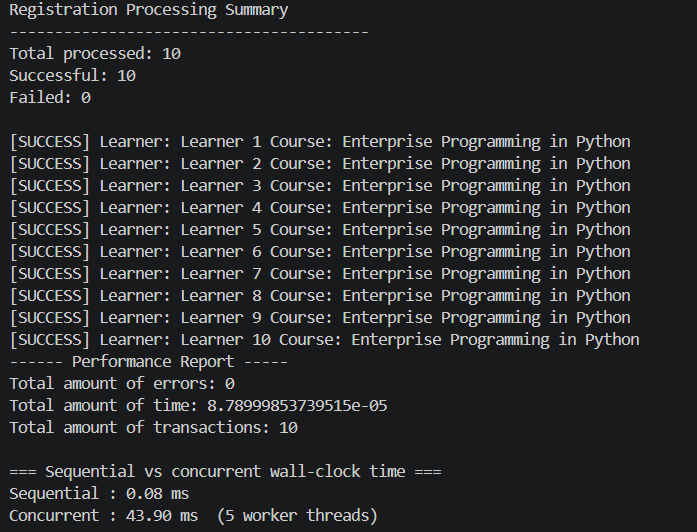 Registration Processing Summary
----------------------------------------
Total processed: 10
Successful: 10
Failed: 0
[SUCCESS] Learner: Learner 1 Course: Enterprise Programming in Python
[SUCCESS] Learner: Learner 2 Course: Enterprise Programming in Python
[SUCCESS] Learner: Learner 3 Course: Enterprise Programming in Python
[SUCCESS] Learner: Learner 4 Course: Enterprise Programming in Python
[SUCCESS] Learner: Learner 5 Course: Enterprise Programming in Python
[SUCCESS] Learner: Learner 6 Course: Enterprise Programming in Python
[SUCCESS] Learner: Learner 7 Course: Enterprise Programming in Python
[SUCCESS] Learner: Learner 8 Course: Enterprise Programming in Python
[SUCCESS] Learner: Learner 9 Course: Enterprise Programming in Python
[SUCCESS] Learner: Learner 10 Course: Enterprise Programming in Python
------ Performance Report -----
Total amount of errors: 0
Total amount of time: 8.78999853739515e-05
Total amount of transactions: 10
=== Sequential vs concurrent wall-clock time ===
Sequential : 0.08 ms
Concurrent : 43.90 ms  (5 worker threads)